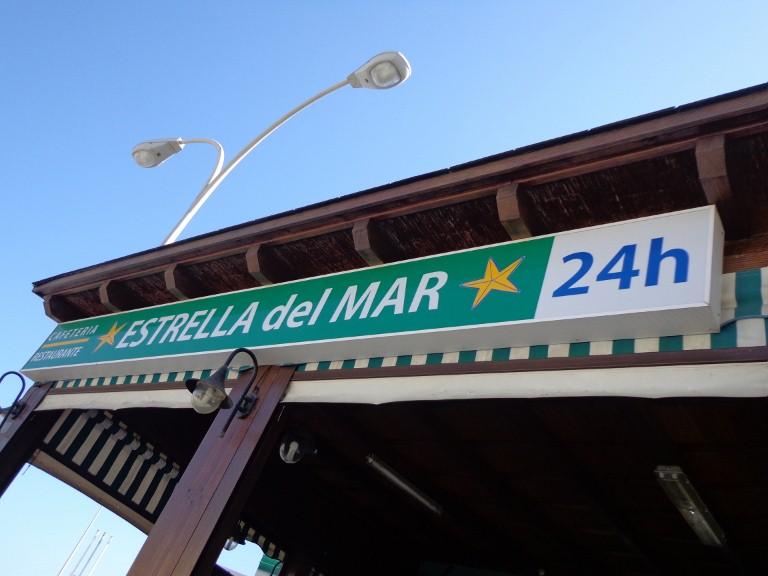 CAFETERIA
RESTAURANTE
ESTRELLA del MAR
24h